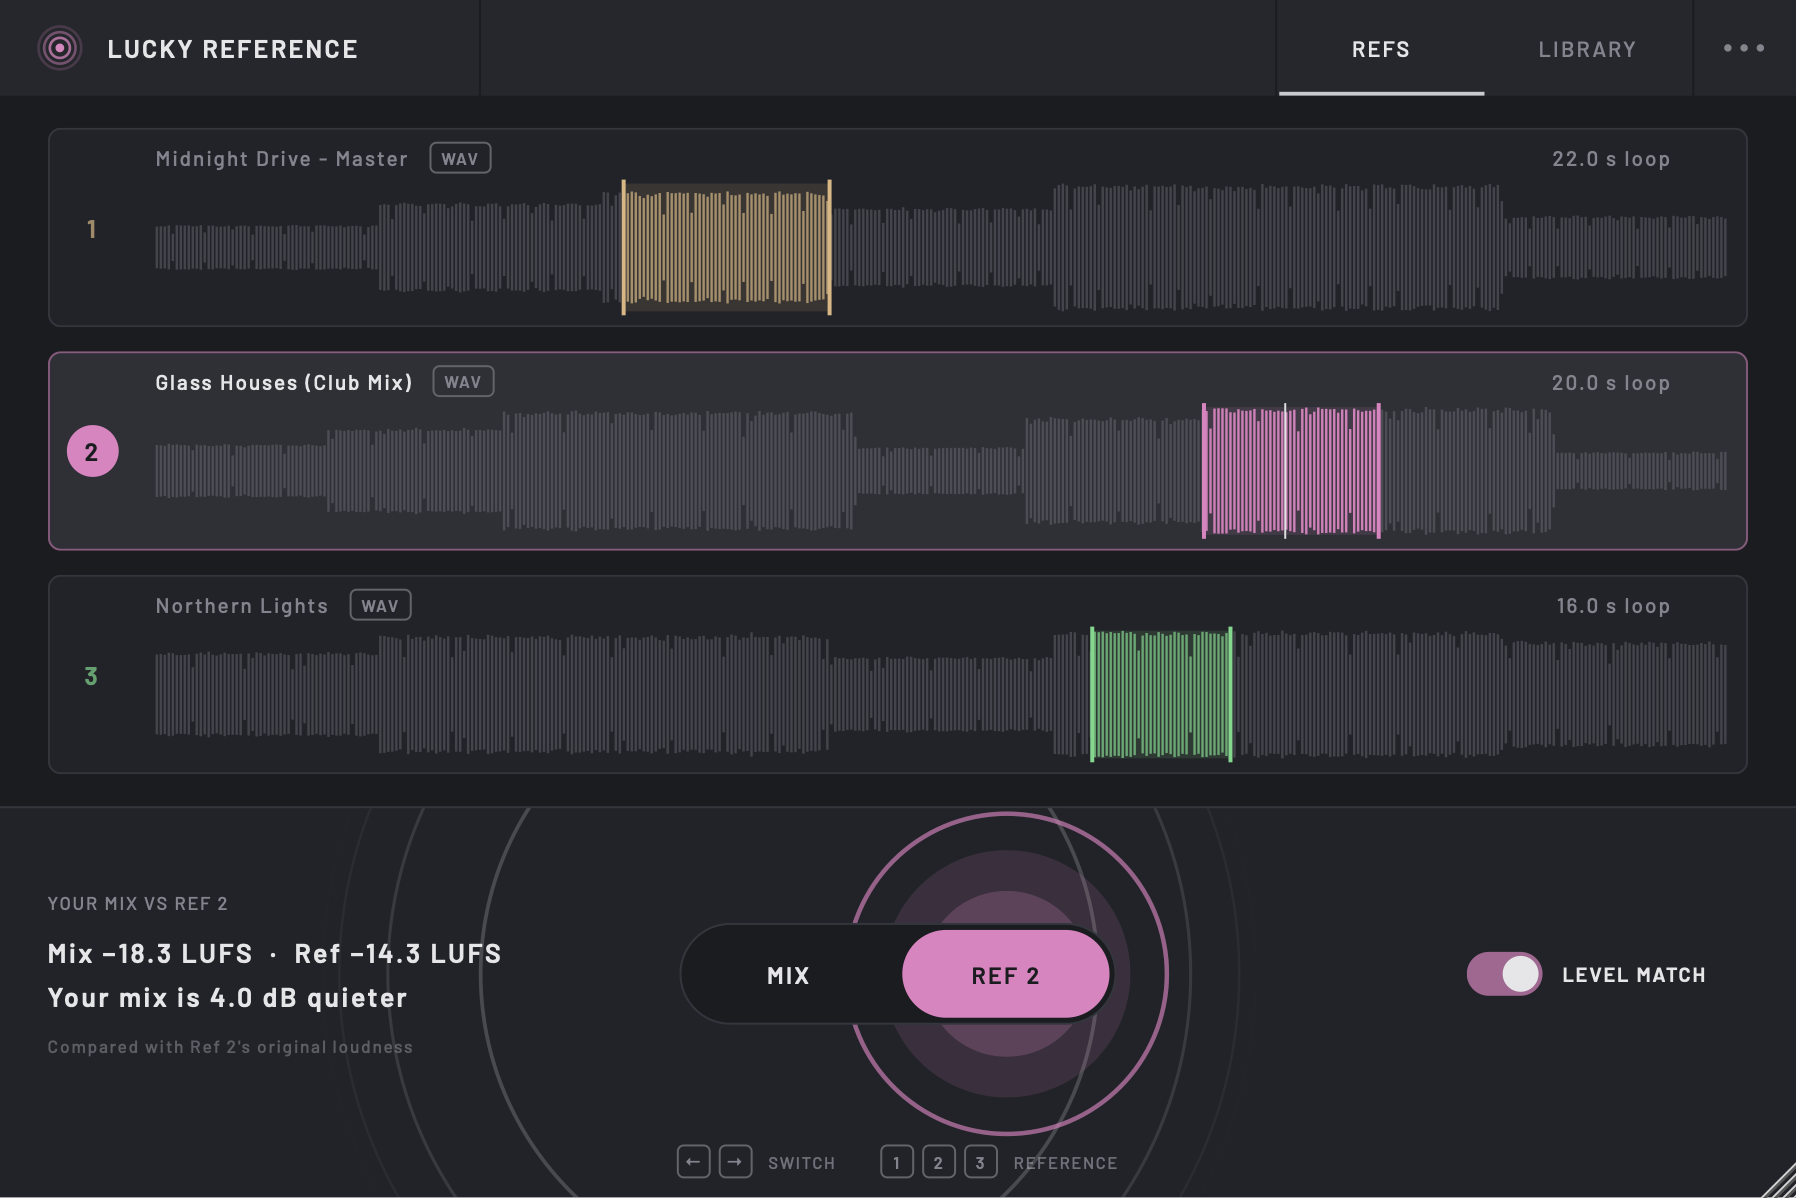 LUCKY REFERENCE
REFS
LIBRARY
Midnight Drive - Master
WAV
22.0 s loop
1
Glass Houses (Club Mix)
WAV
20.0 s loop
2
Northern Lights
WAV
16.0 s loop
3
YOUR MIX VS REF 2
Mix −18.3 LUFS · Ref −14.3 LUFS
Your mix is 4.0 dB quieter
Compared with Ref 2's original loudness
MIX
REF 2
LEVEL MATCH
← → SWITCH
1 2 3 REFERENCE